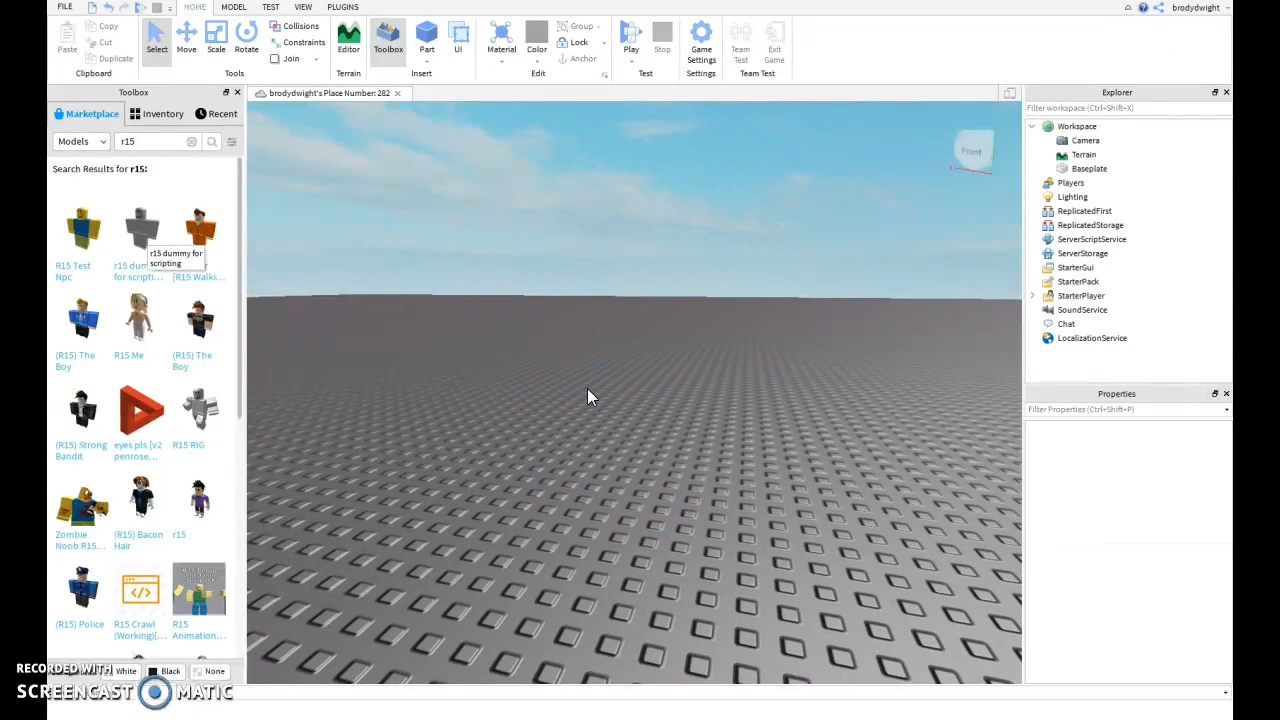 FILE
HOME
MODEL
TEST
VIEW
PLUGINS
brodydwight
Paste
Copy
Cut
Duplicate
Clipboard
Select
Move
Scale
Rotate
Collisions
Constraints
Join
Tools
Editor
Terrain
Toolbox
Part
UI
Insert
Material
Color
Group
Lock
Anchor
Edit
Play
Stop
Test
Game
Settings
Settings
Team
Test
Exit
Game
Team Test
Toolbox
brodydwight's Place Number: 282
Explorer
Marketplace
Inventory
Recent
Filter workspace (Ctrl+Shift+X)
Models
r15
Search Results for r15:
R15 Test
Npc
r15 dum
for scripti...
[R15 Walki...
r15 dummy for
scripting
(R15) The
Boy
R15 Me
(R15) The
Boy
(R15) Strong
Bandit
eyes pls [v2
penrose...
R15 RIG
Zombie
Noob R15...
(R15) Bacon
Hair
r15
(R15) Police
R15 Crawl
(Working)[...
R15
Animation...
White
Black
None
Front
X
Workspace
Camera
Terrain
Baseplate
Players
Lighting
ReplicatedFirst
ReplicatedStorage
ServerScriptService
ServerStorage
StarterGui
StarterPack
StarterPlayer
SoundService
Chat
LocalizationService
Properties
Filter Properties (Ctrl+Shift+P)
RECORDED WITH
SCREENCAST MATIC